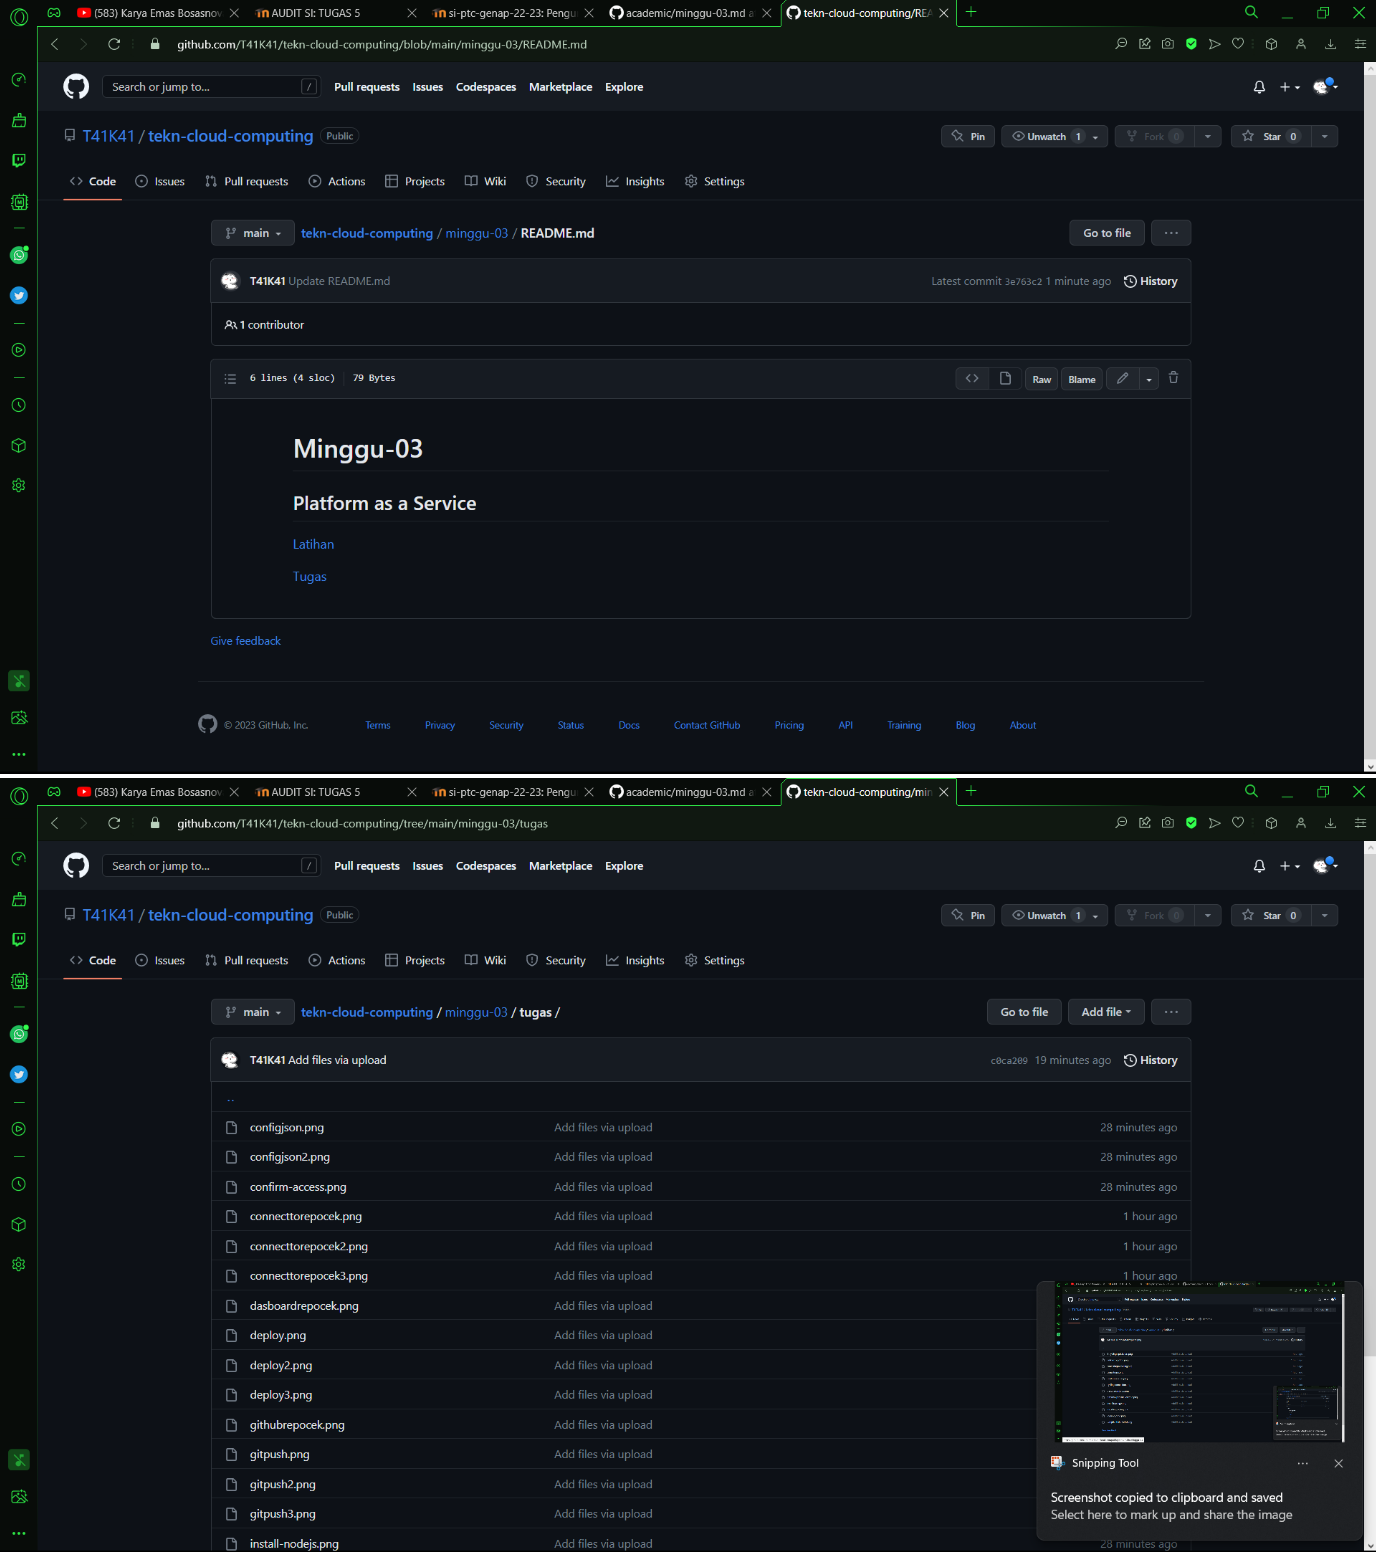 (583) Karya Emas Bosasnov
AUDIT SI: TUGAS 5
si-ptc-genap-22-23: Pengu
academic/minggu-03.md a
tekn-cloud-computing/REA
github.com/T41K41/tekn-cloud-computing/blob/main/minggu-03/README.md
Search or jump to... /
Pull requests Issues Codespaces Marketplace Explore
T41K41 / tekn-cloud-computing Public
Pin Unwatch 1 Fork 0 Star 0
Code Issues Pull requests Actions Projects Wiki Security Insights Settings
main tekn-cloud-computing / minggu-03 / README.md Go to file ...
T41K41 Update README.md Latest commit 3e763c2 1 minute ago History
1 contributor
6 lines (4 sloc) 79 Bytes Raw Blame
Minggu-03
Platform as a Service
Latihan
Tugas
Give feedback
© 2023 GitHub, Inc. Terms Privacy Security Status Docs Contact GitHub Pricing API Training Blog About
(583) Karya Emas Bosasnov
AUDIT SI: TUGAS 5
si-ptc-genap-22-23: Pengu
academic/minggu-03.md a
tekn-cloud-computing/min
github.com/T41K41/tekn-cloud-computing/tree/main/minggu-03/tugas
Search or jump to... /
Pull requests Issues Codespaces Marketplace Explore
T41K41 / tekn-cloud-computing Public
Pin Unwatch 1 Fork 0 Star 0
Code Issues Pull requests Actions Projects Wiki Security Insights Settings
main tekn-cloud-computing / minggu-03 / tugas / Go to file Add file ...
T41K41 Add files via upload c0ca209 19 minutes ago History
..
configjson.png Add files via upload 28 minutes ago
configjson2.png Add files via upload 28 minutes ago
confirm-access.png Add files via upload 28 minutes ago
connecttorepocek.png Add files via upload 1 hour ago
connecttorepocek2.png Add files via upload 1 hour ago
connecttorepocek3.png Add files via upload 1 hour ago
dasboardrepocek.png Add files via upload
deploy.png Add files via upload
deploy2.png Add files via upload
deploy3.png Add files via upload
githubrepocek.png Add files via upload
gitpush.png Add files via upload
gitpush2.png Add files via upload
gitpush3.png Add files via upload
install-nodejs.png Add files via upload 28 minutes ago
Snipping Tool ...
Screenshot copied to clipboard and saved
Select here to mark up and share the image